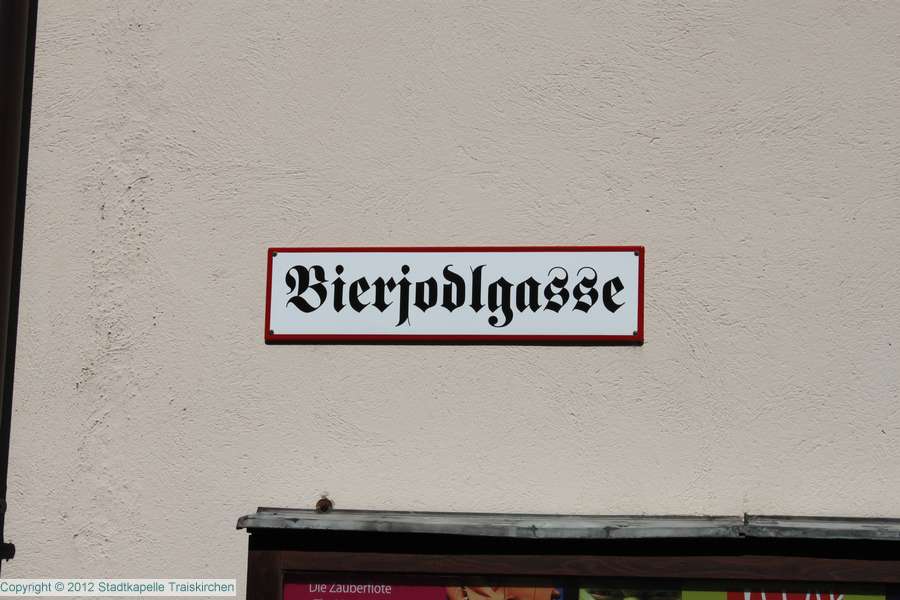 Bierjodlgasse
Die Zauberflöte
Copyright © 2012 Stadtkapelle Traiskirchen